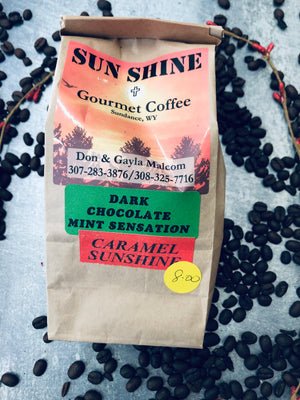 SUN SHINE
Gourmet Coffee
Sundance, WY
Don & Gayla Malcom
307-283-3876/308-325-7716
DARK
CHOCOLATE
MINT SENSATION
CARAMEL
SUNSHINE
8.00